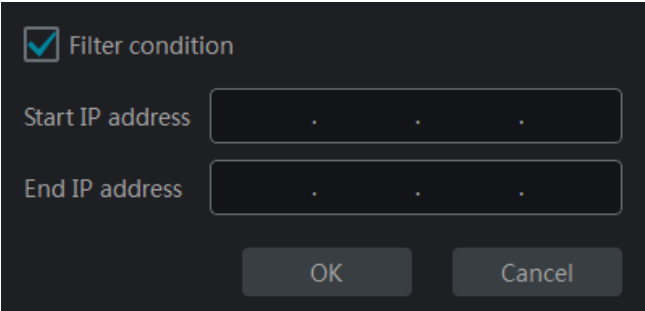 Filter condition
Start IP address . . .
End IP address . . .
OK Cancel